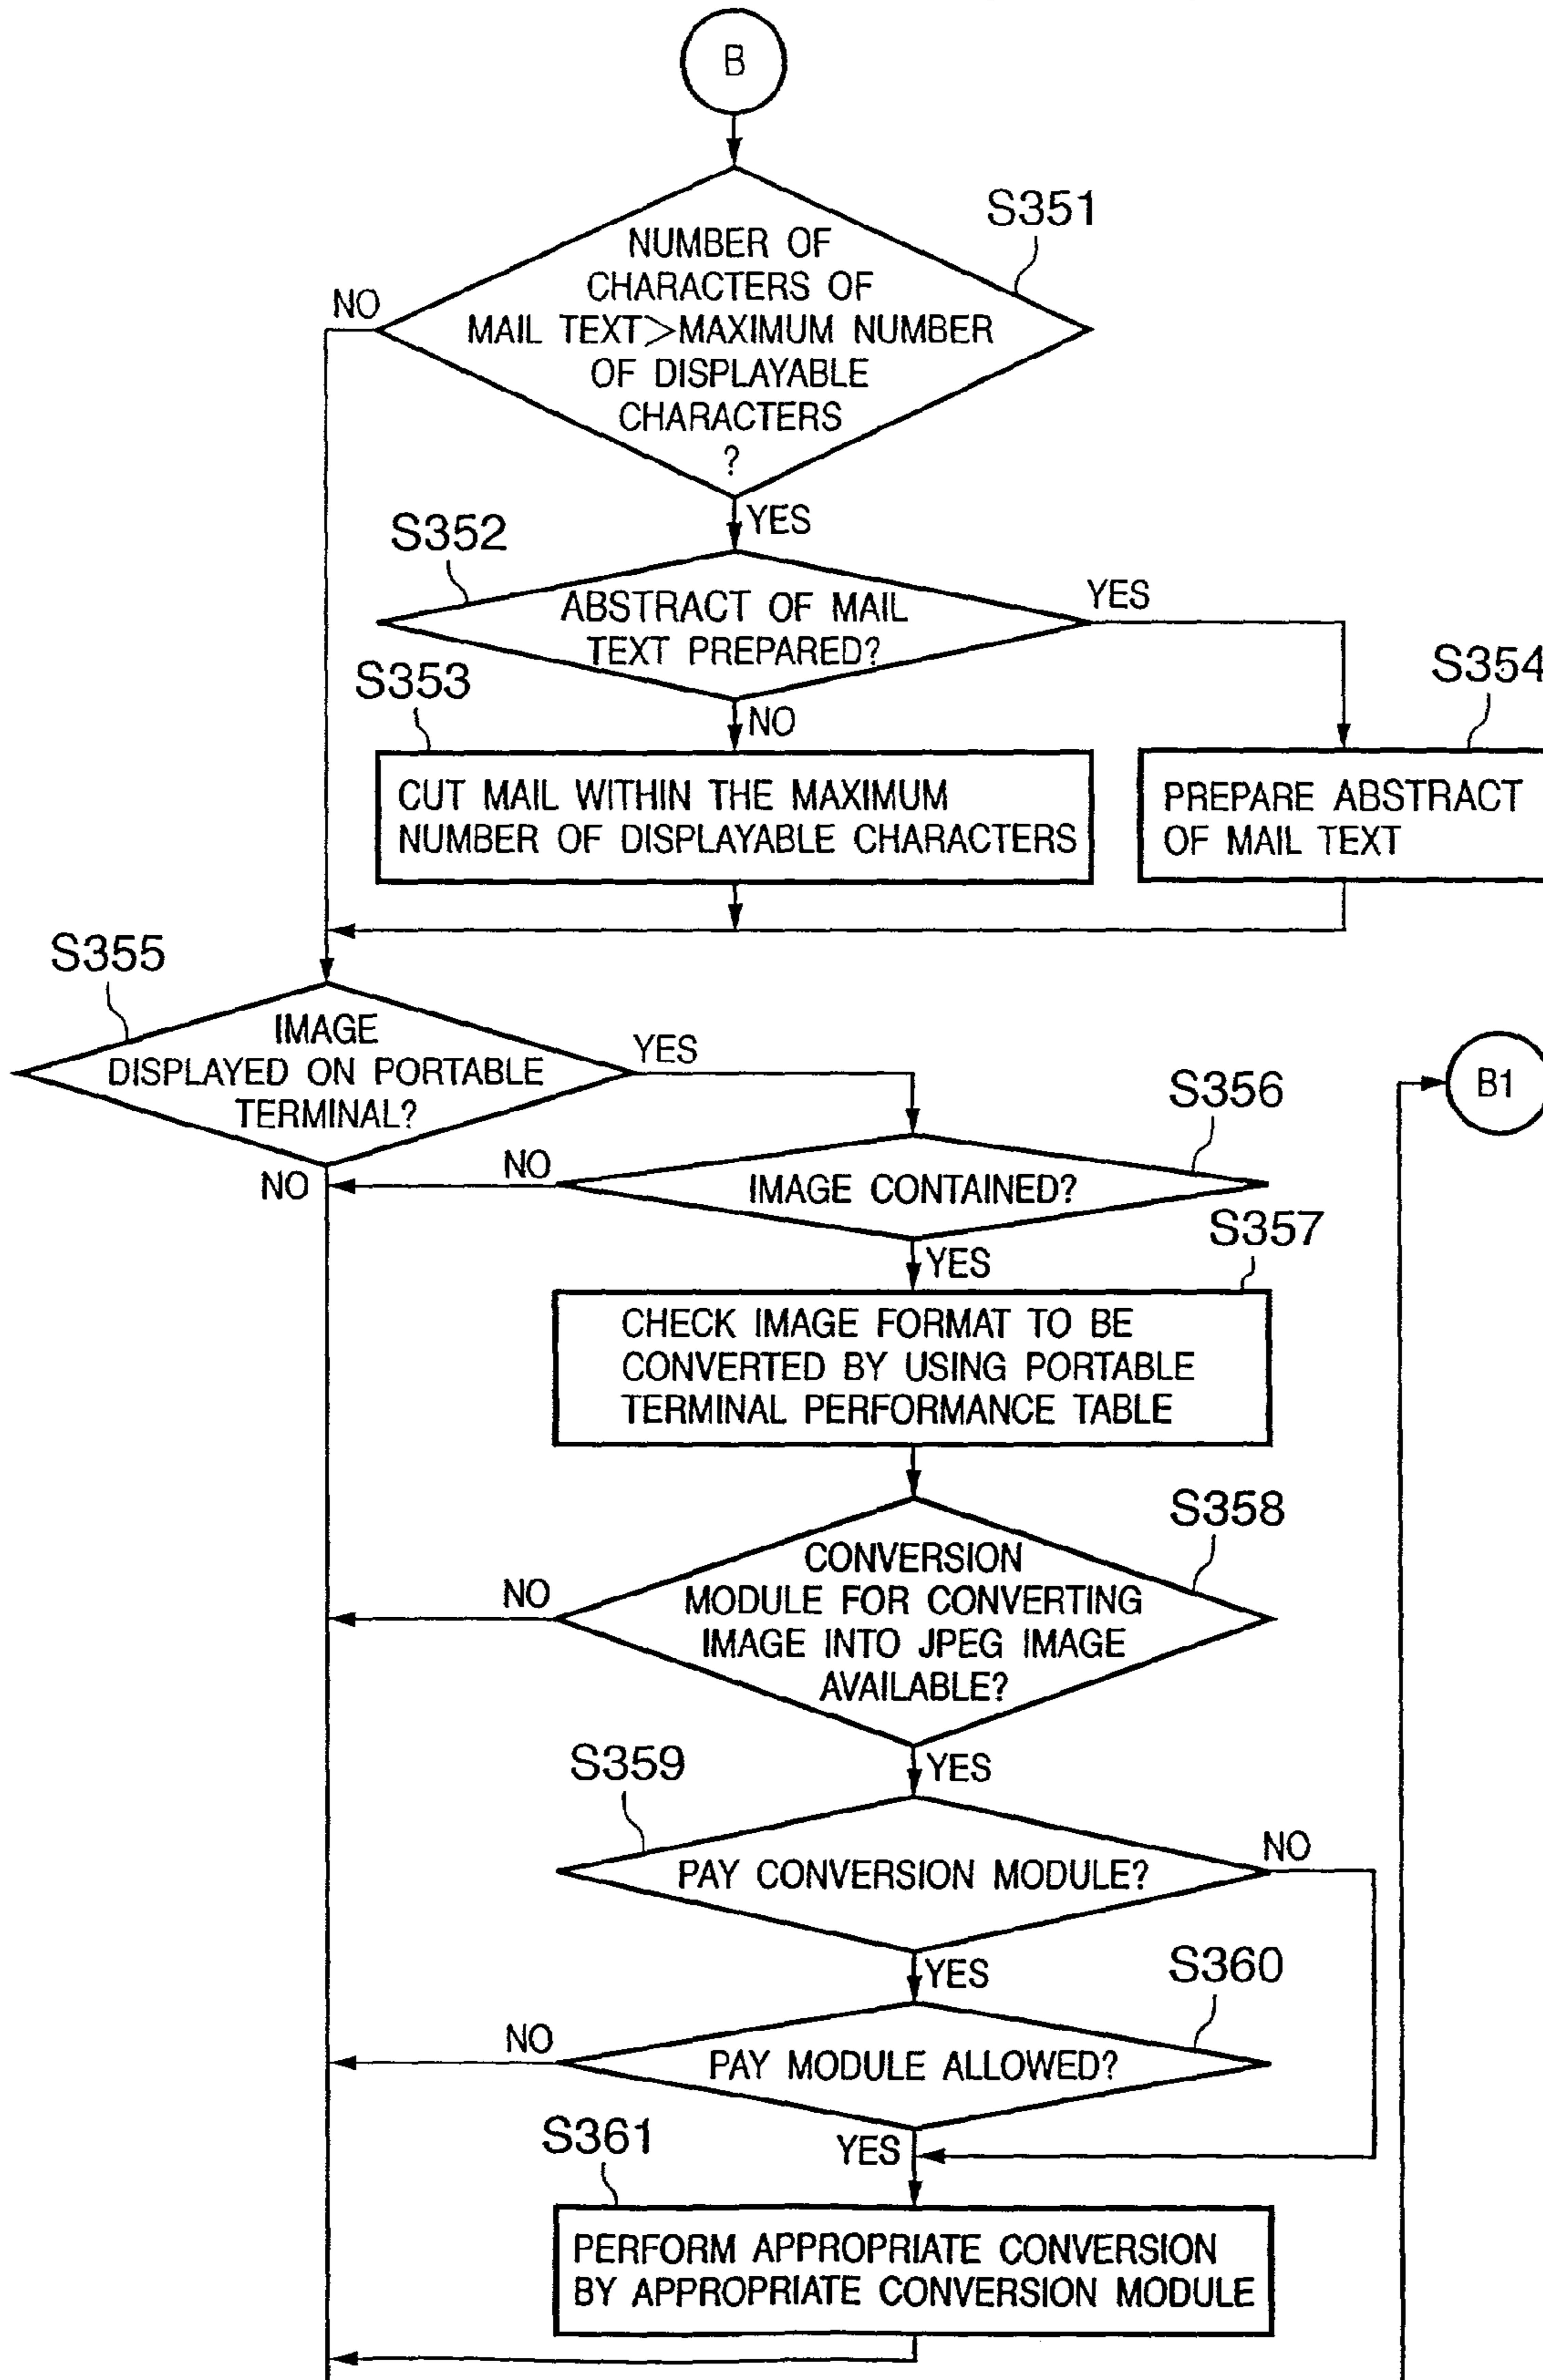 B
S351
NUMBER OF
CHARACTERS OF
MAIL TEXT>MAXIMUM NUMBER
OF DISPLAYABLE
CHARACTERS
?
NO
YES
S352
ABSTRACT OF MAIL
TEXT PREPARED?
YES
NO
S353
CUT MAIL WITHIN THE MAXIMUM
NUMBER OF DISPLAYABLE CHARACTERS
S354
PREPARE ABSTRACT
OF MAIL TEXT
S355
IMAGE
DISPLAYED ON PORTABLE
TERMINAL?
YES
NO
B1
S356
IMAGE CONTAINED?
NO
YES
S357
CHECK IMAGE FORMAT TO BE
CONVERTED BY USING PORTABLE
TERMINAL PERFORMANCE TABLE
S358
CONVERSION
MODULE FOR CONVERTING
IMAGE INTO JPEG IMAGE
AVAILABLE?
NO
YES
S359
PAY CONVERSION MODULE?
NO
YES
S360
PAY MODULE ALLOWED?
NO
YES
S361
PERFORM APPROPRIATE CONVERSION
BY APPROPRIATE CONVERSION MODULE